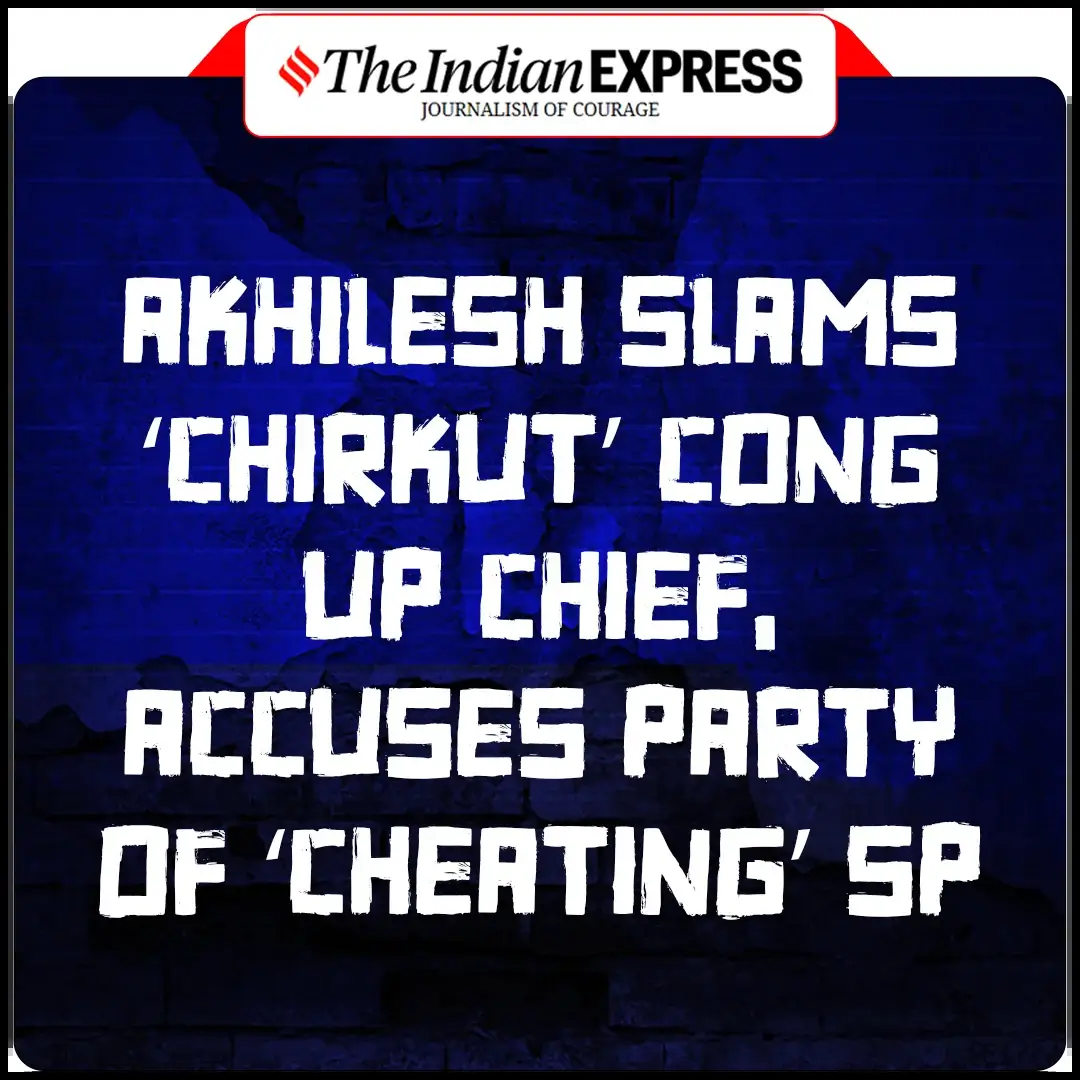 The Indian EXPRESS
JOURNALISM OF COURAGE
AKHILESH SLAMS
‘CHIRKUT’ CONG
UP CHIEF,
ACCUSES PARTY
OF ‘CHEATING’ SP